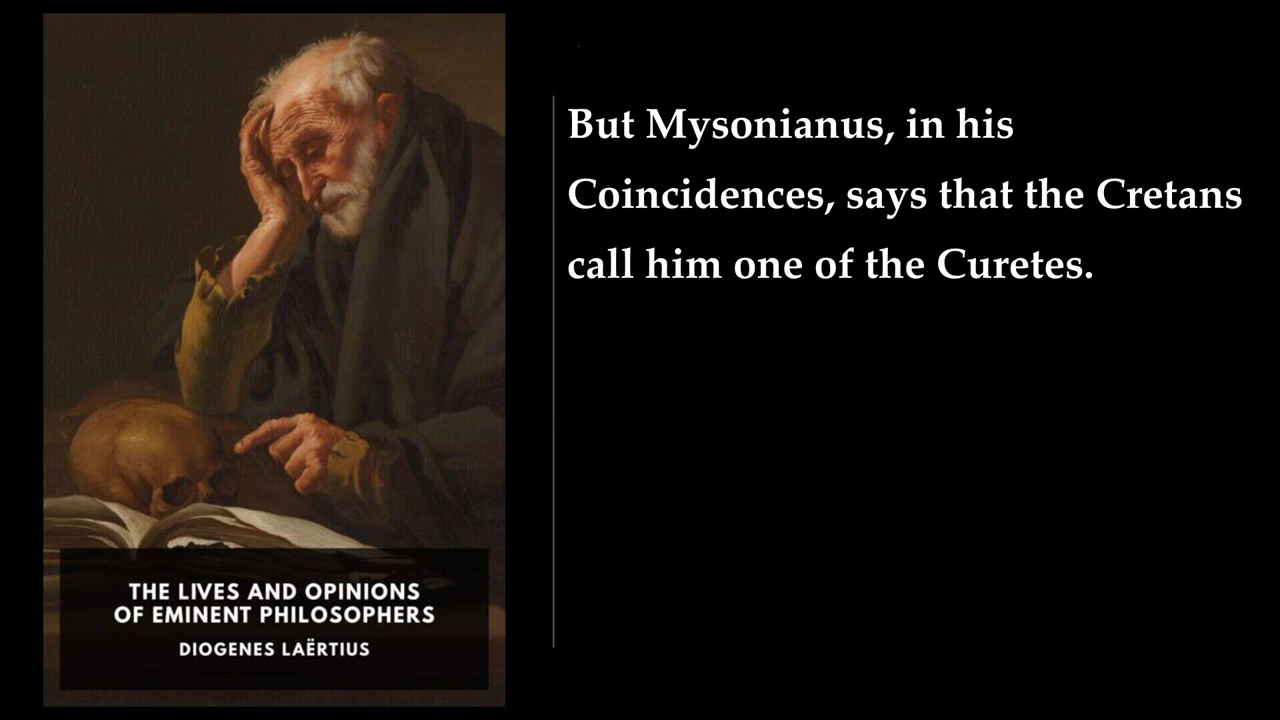 But Mysonianus, in his
Coincidences, says that the Cretans
call him one of the Curetes.
THE LIVES AND OPINIONS
OF EMINENT PHILOSOPHERS
DIOGENES LAËRTIUS